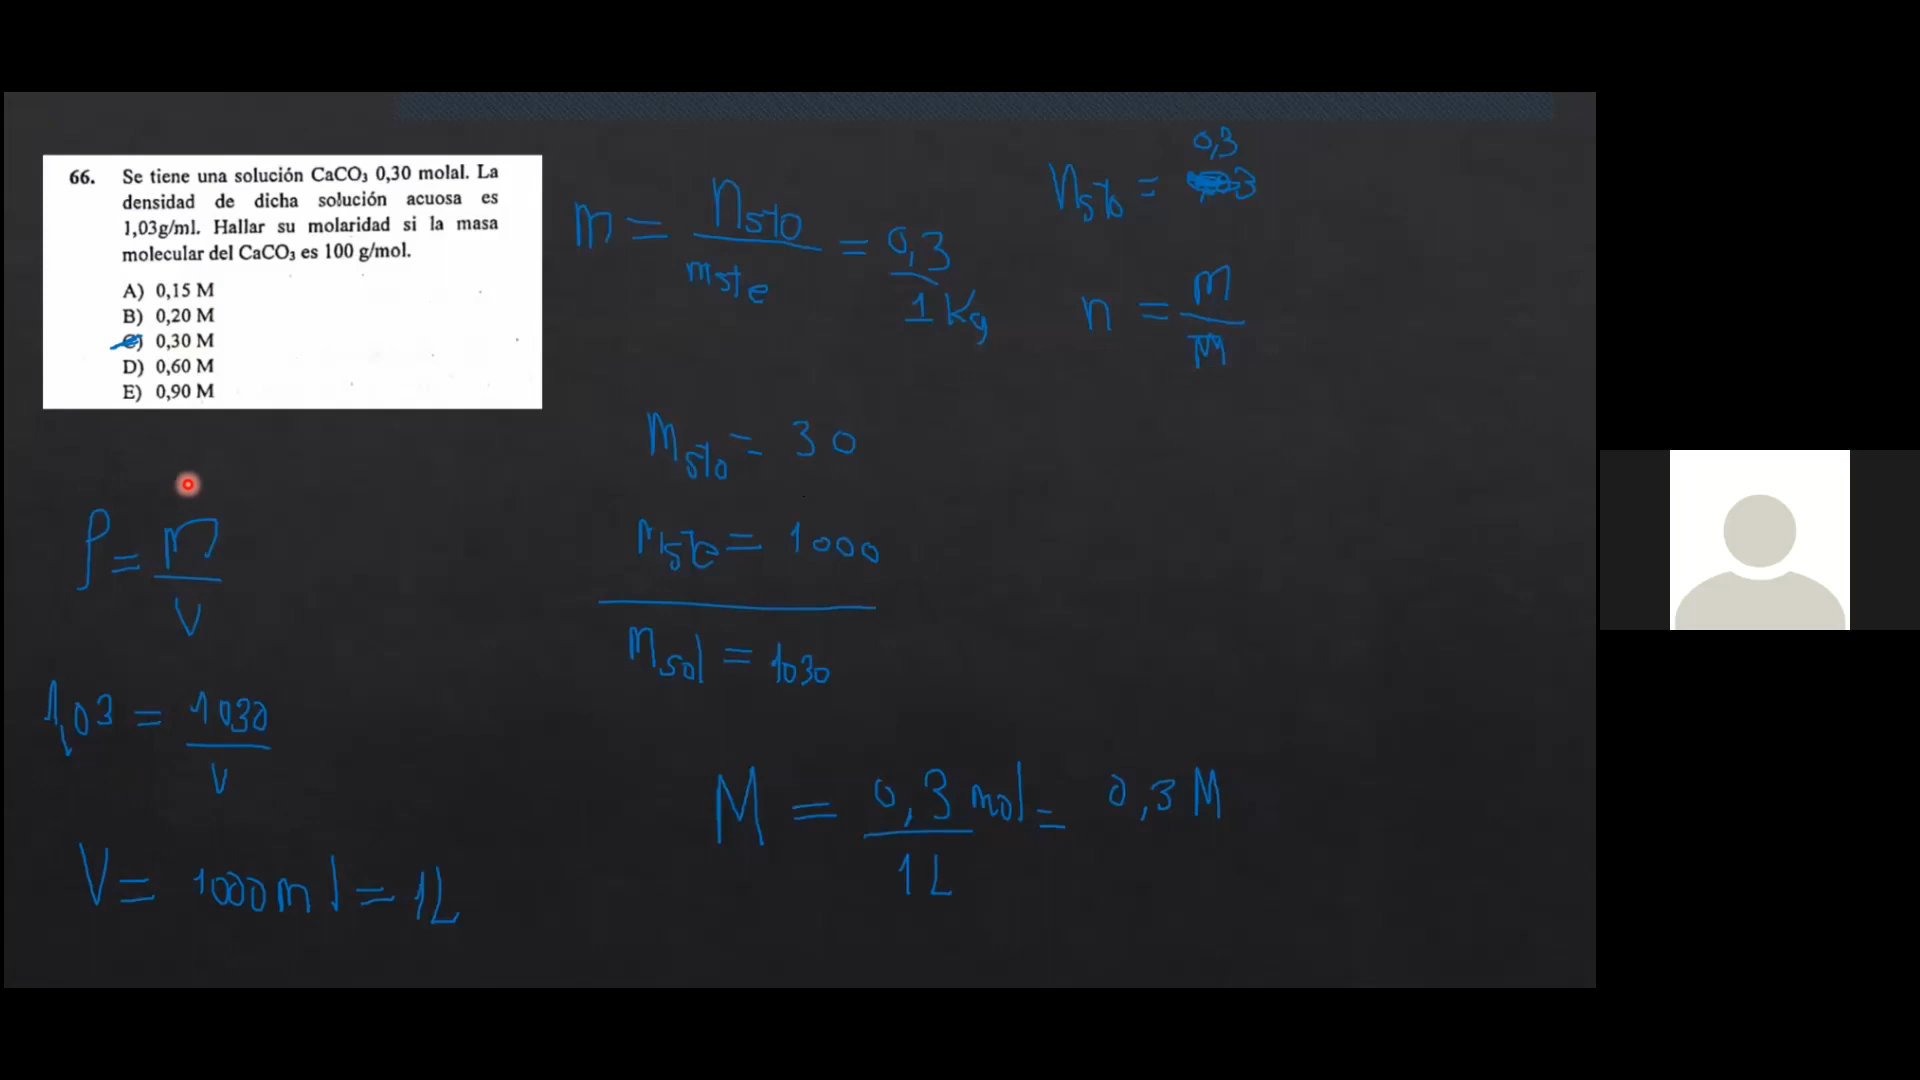 66. Se tiene una solución CaCO₃ 0,30 molal. La
densidad de dicha solución acuosa es
1,03g/ml. Hallar su molaridad si la masa
molecular del CaCO₃ es 100 g/mol.
A) 0,15 M
B) 0,20 M
C) 0,30 M
D) 0,60 M
E) 0,90 M
m = nsto / mste = 0,3 / 1 Kg
nsto = 0,3
n = m / M
msto = 30
mste = 1000
msol = 1030
ρ = m / V
1,03 = 1030 / V
V = 1000 ml = 1L
M = 0,3 mol / 1 L = 0,3 M